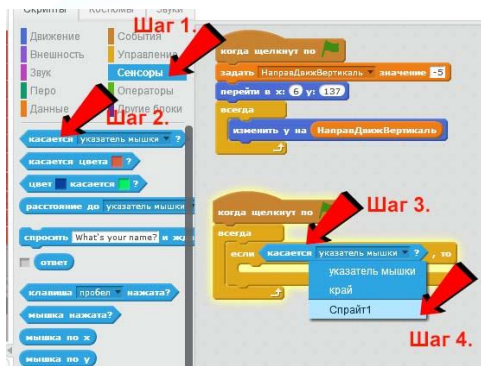 Скрипты Костюмы Звуки
Шаг 1.
Движение События
Внешность Управление
Звук Сенсоры
Перо Операторы
Данные Другие блоки
Шаг 2.
касается указатель мышки ?
касается цвета ?
цвет касается ?
расстояние до указатель мышки
спросить What's your name? и
ответ
клавиша пробел нажата?
мышка нажата?
мышка по x
мышка по y
когда щелкнут по
задать НаправДвижВертикаль значение -5
перейти в x: 6 y: 137
всегда
изменить y на НаправДвижВертикаль
когда щелкнут по
Шаг 3.
всегда
если касается указатель мышки ? , то
указатель мышки
край
Спрайт1
Шаг 4.